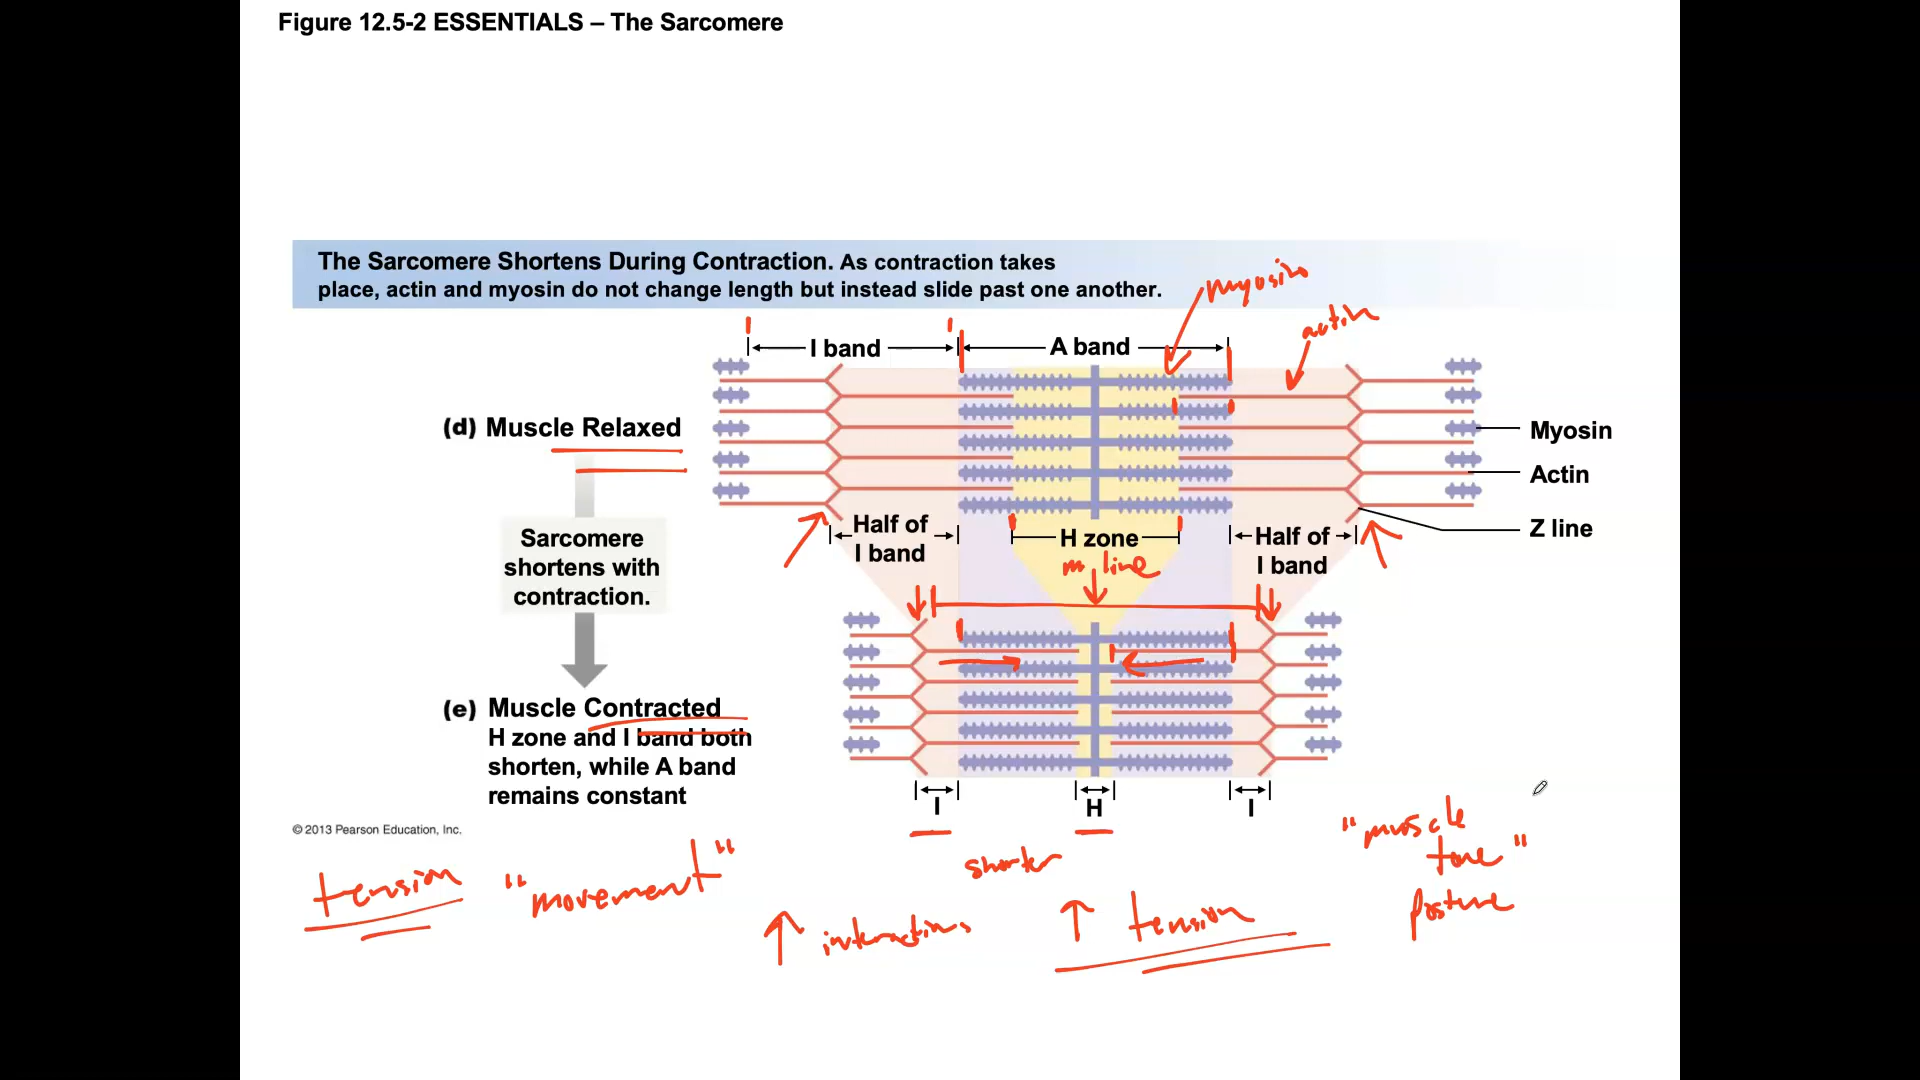 Figure 12.5-2 ESSENTIALS – The Sarcomere
The Sarcomere Shortens During Contraction. As contraction takes
place, actin and myosin do not change length but instead slide past one another.
myosin
actin
I band
A band
(d) Muscle Relaxed
Myosin
Actin
Z line
Half of
I band
H zone
Half of
I band
m line
Sarcomere
shortens with
contraction.
(e) Muscle Contracted
H zone and I band both
shorten, while A band
remains constant
I
H
I
© 2013 Pearson Education, Inc.
tension
"movement"
shorter
↑ interactions
↑ tension
"muscle
tone"
posture